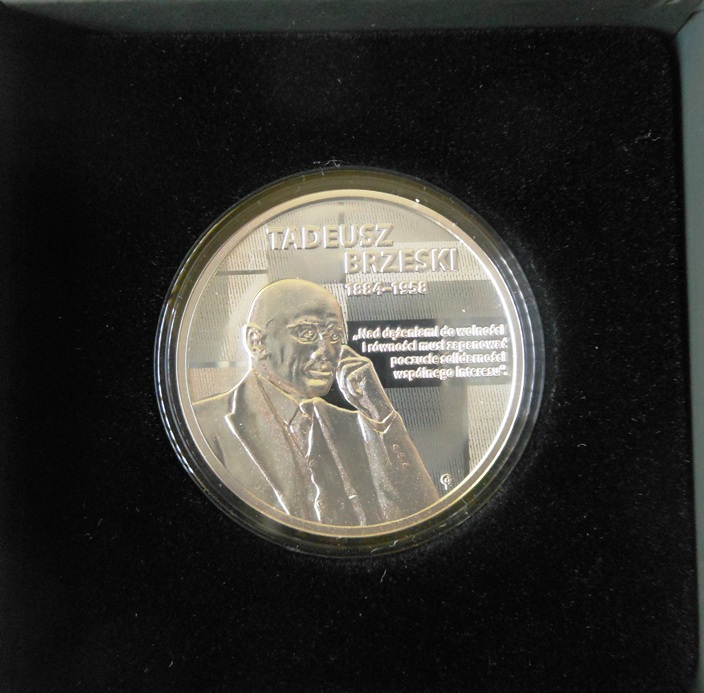 TADEUSZ
BRZESKI
1884–1958
„Nad dążeniami do wolności
i równości musi zapanować
poczucie solidarności
wspólnego interesu”.